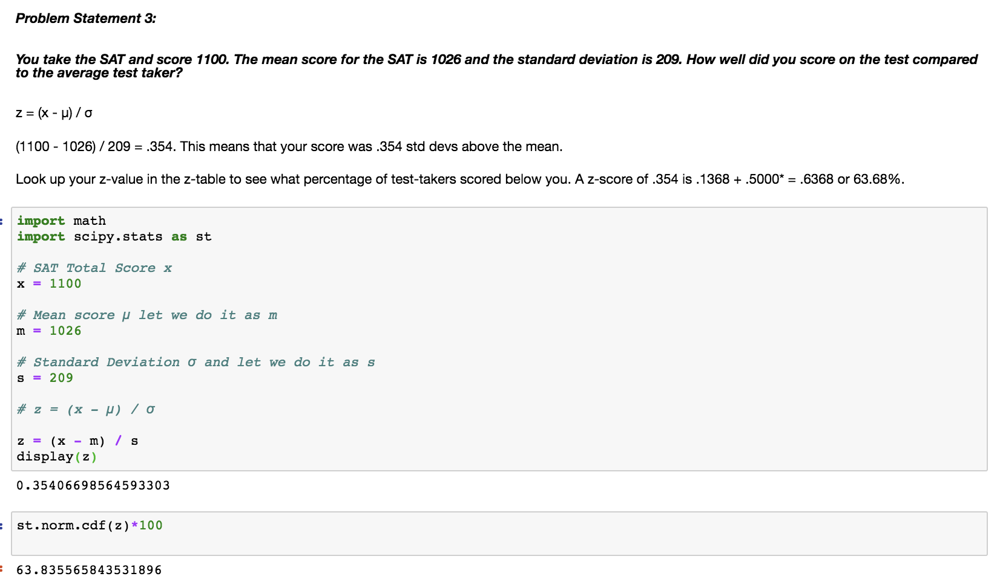 Problem Statement 3:
You take the SAT and score 1100. The mean score for the SAT is 1026 and the standard deviation is 209. How well did you score on the test compared
to the average test taker?
z = (x - μ) / σ
(1100 - 1026) / 209 = .354. This means that your score was .354 std devs above the mean.
Look up your z-value in the z-table to see what percentage of test-takers scored below you. A z-score of .354 is .1368 + .5000* = .6368 or 63.68%.
import math
import scipy.stats as st
# SAT Total Score x
x = 1100
# Mean score μ let we do it as m
m = 1026
# Standard Deviation σ and let we do it as s
s = 209
# z = (x - μ) / σ
z = (x - m) / s
display(z)
0.35406698564593303
st.norm.cdf(z)*100
63.835565843531896